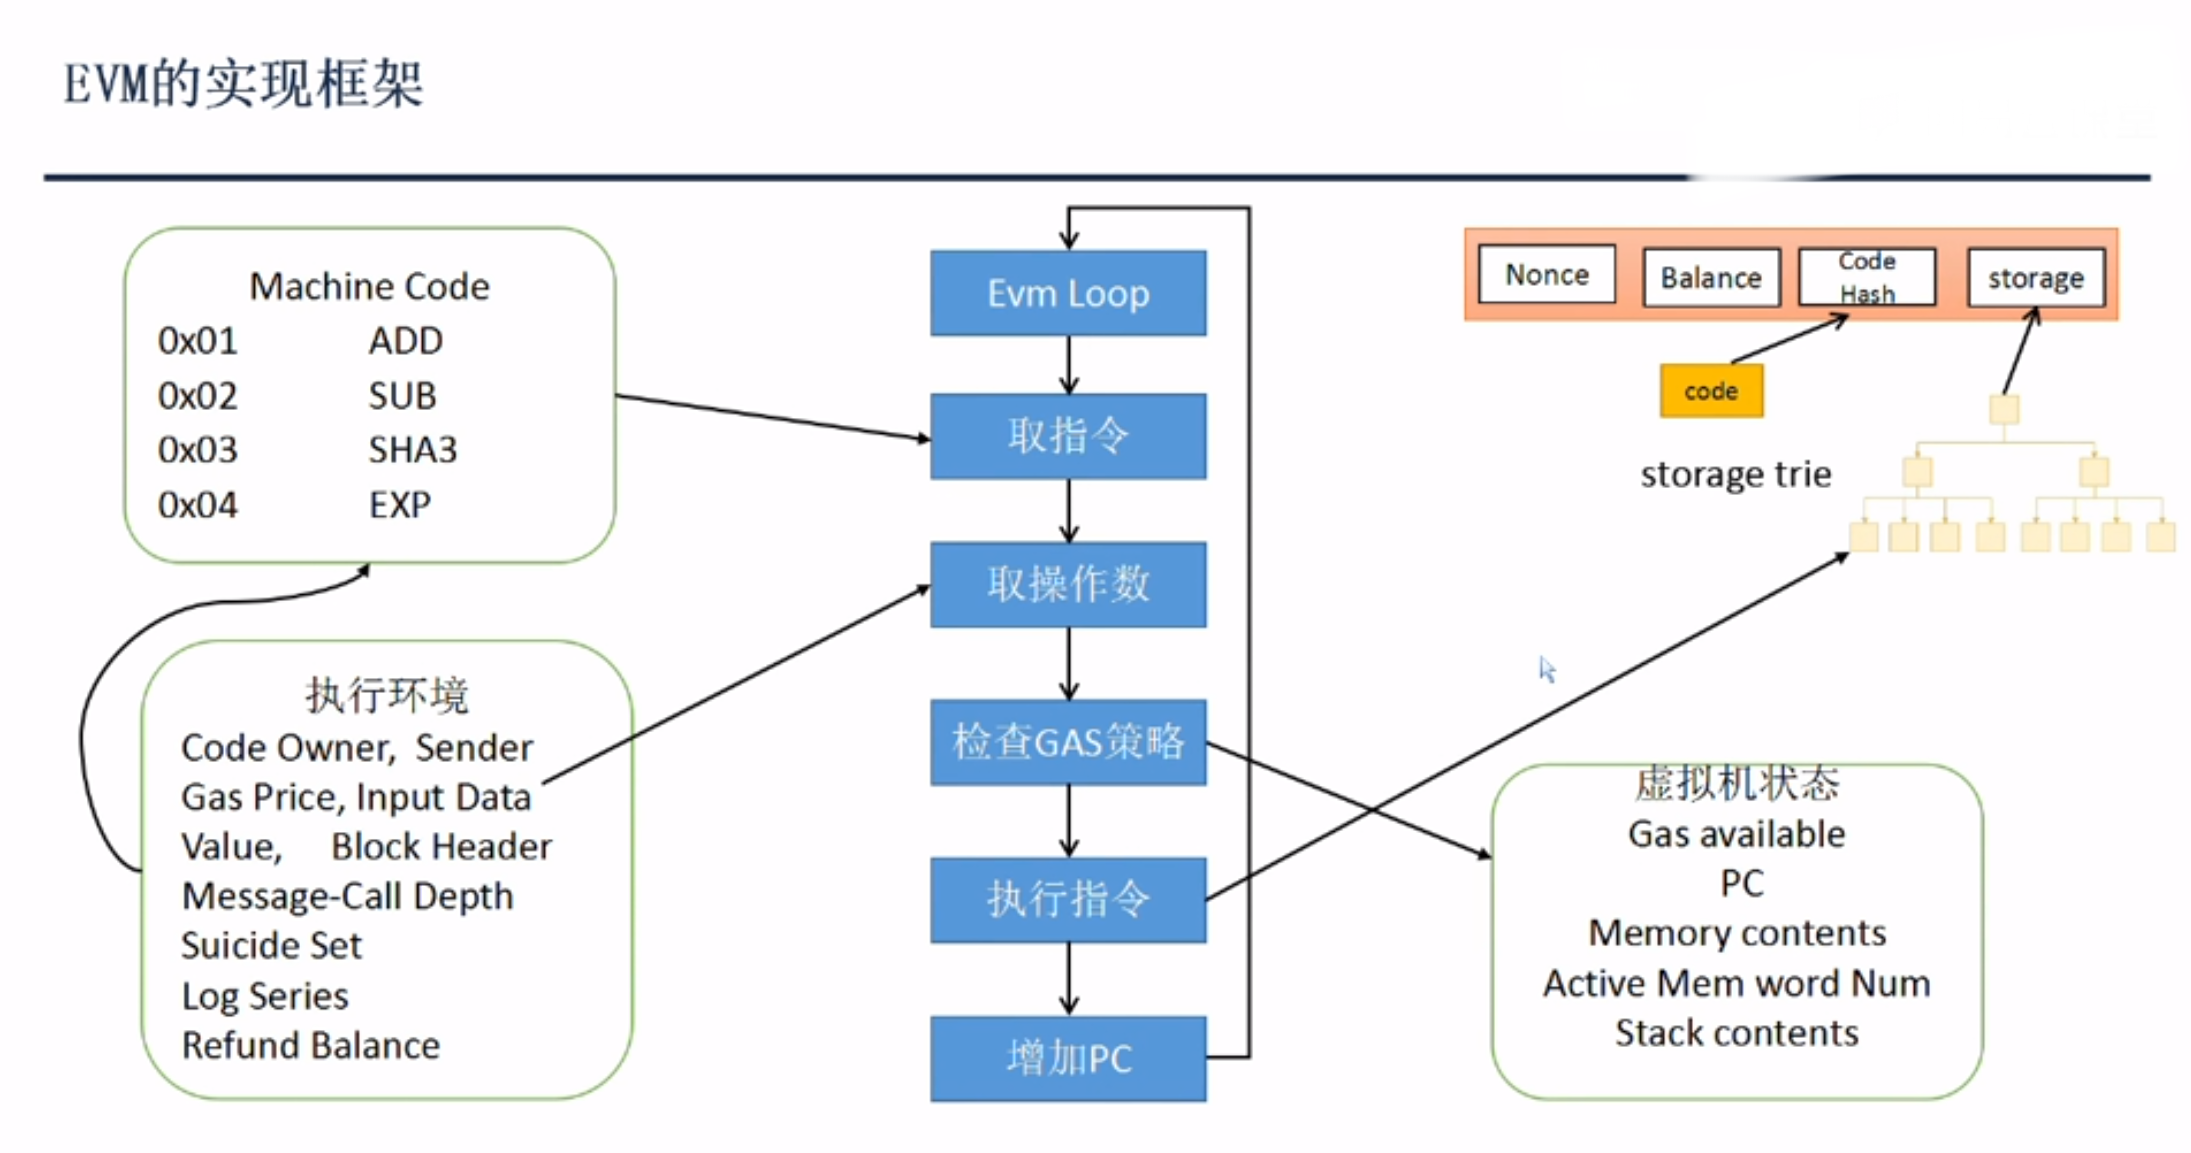 EVM的实现框架
Machine Code
0x01 ADD
0x02 SUB
0x03 SHA3
0x04 EXP
执行环境
Code Owner, Sender
Gas Price, Input Data
Value, Block Header
Message-Call Depth
Suicide Set
Log Series
Refund Balance
Evm Loop
取指令
取操作数
检查GAS策略
执行指令
增加PC
Nonce
Balance
Code
Hash
storage
code
storage trie
虚拟机状态
Gas available
PC
Memory contents
Active Mem word Num
Stack contents